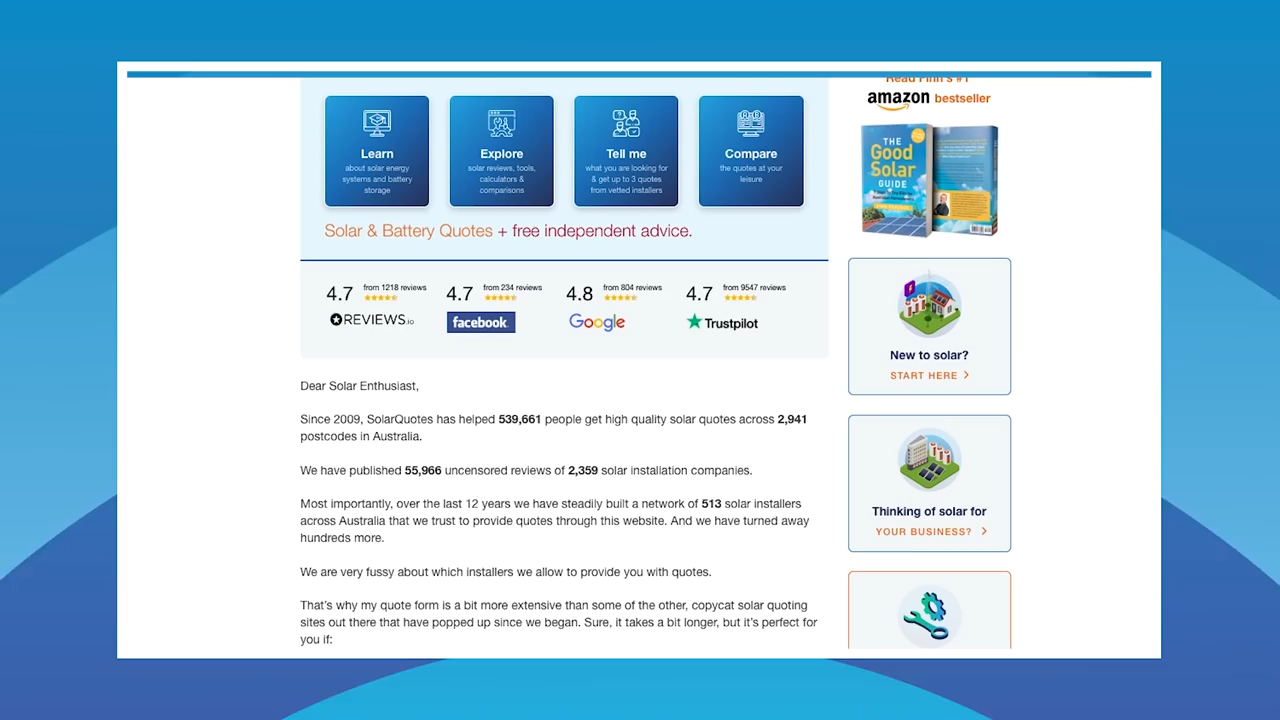 Read Finn's #1
amazon bestseller
Learn
about solar energy
systems and battery
storage
Explore
solar reviews, tools,
calculators &
comparisons
Tell me
what you are looking for
& get up to 3 quotes
from vetted installers
Compare
the quotes at your
leisure
THE
Good
Solar
GUIDE
Solar & Battery Quotes + free independent advice.
4.7 from 1218 reviews
REVIEWS.io
4.7 from 234 reviews
facebook
4.8 from 804 reviews
Google
4.7 from 9547 reviews
Trustpilot
New to solar?
START HERE >
Dear Solar Enthusiast,
Since 2009, SolarQuotes has helped 539,661 people get high quality solar quotes across 2,941
postcodes in Australia.
We have published 55,966 uncensored reviews of 2,359 solar installation companies.
Most importantly, over the last 12 years we have steadily built a network of 513 solar installers
across Australia that we trust to provide quotes through this website. And we have turned away
hundreds more.
We are very fussy about which installers we allow to provide you with quotes.
That's why my quote form is a bit more extensive than some of the other, copycat solar quoting
sites out there that have popped up since we began. Sure, it takes a bit longer, but it's perfect for
you if:
Thinking of solar for
YOUR BUSINESS? >